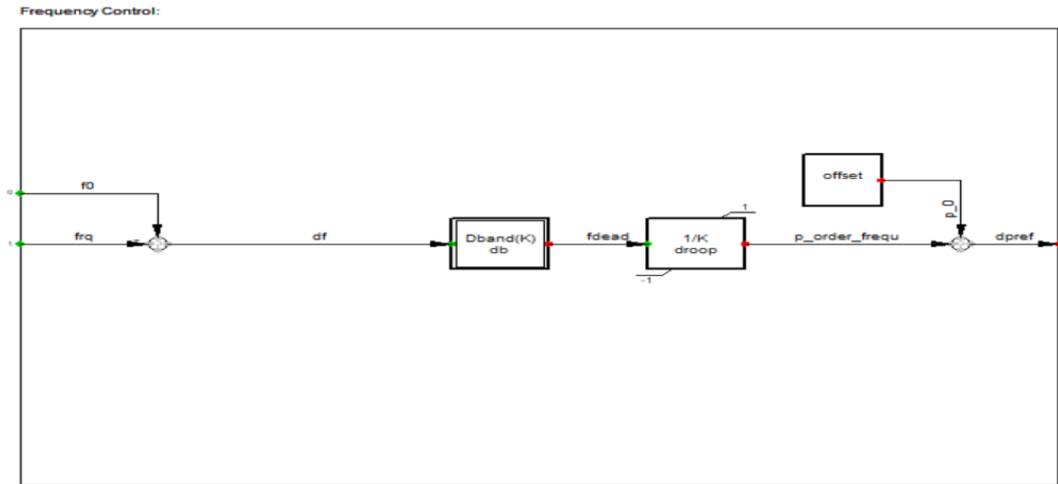 Frequency Control:
offset
f0
0
p_0
1
frq
-
df
Dband(K)
db
fdead
1/K
droop
1
-1
p_order_frequ
dpref